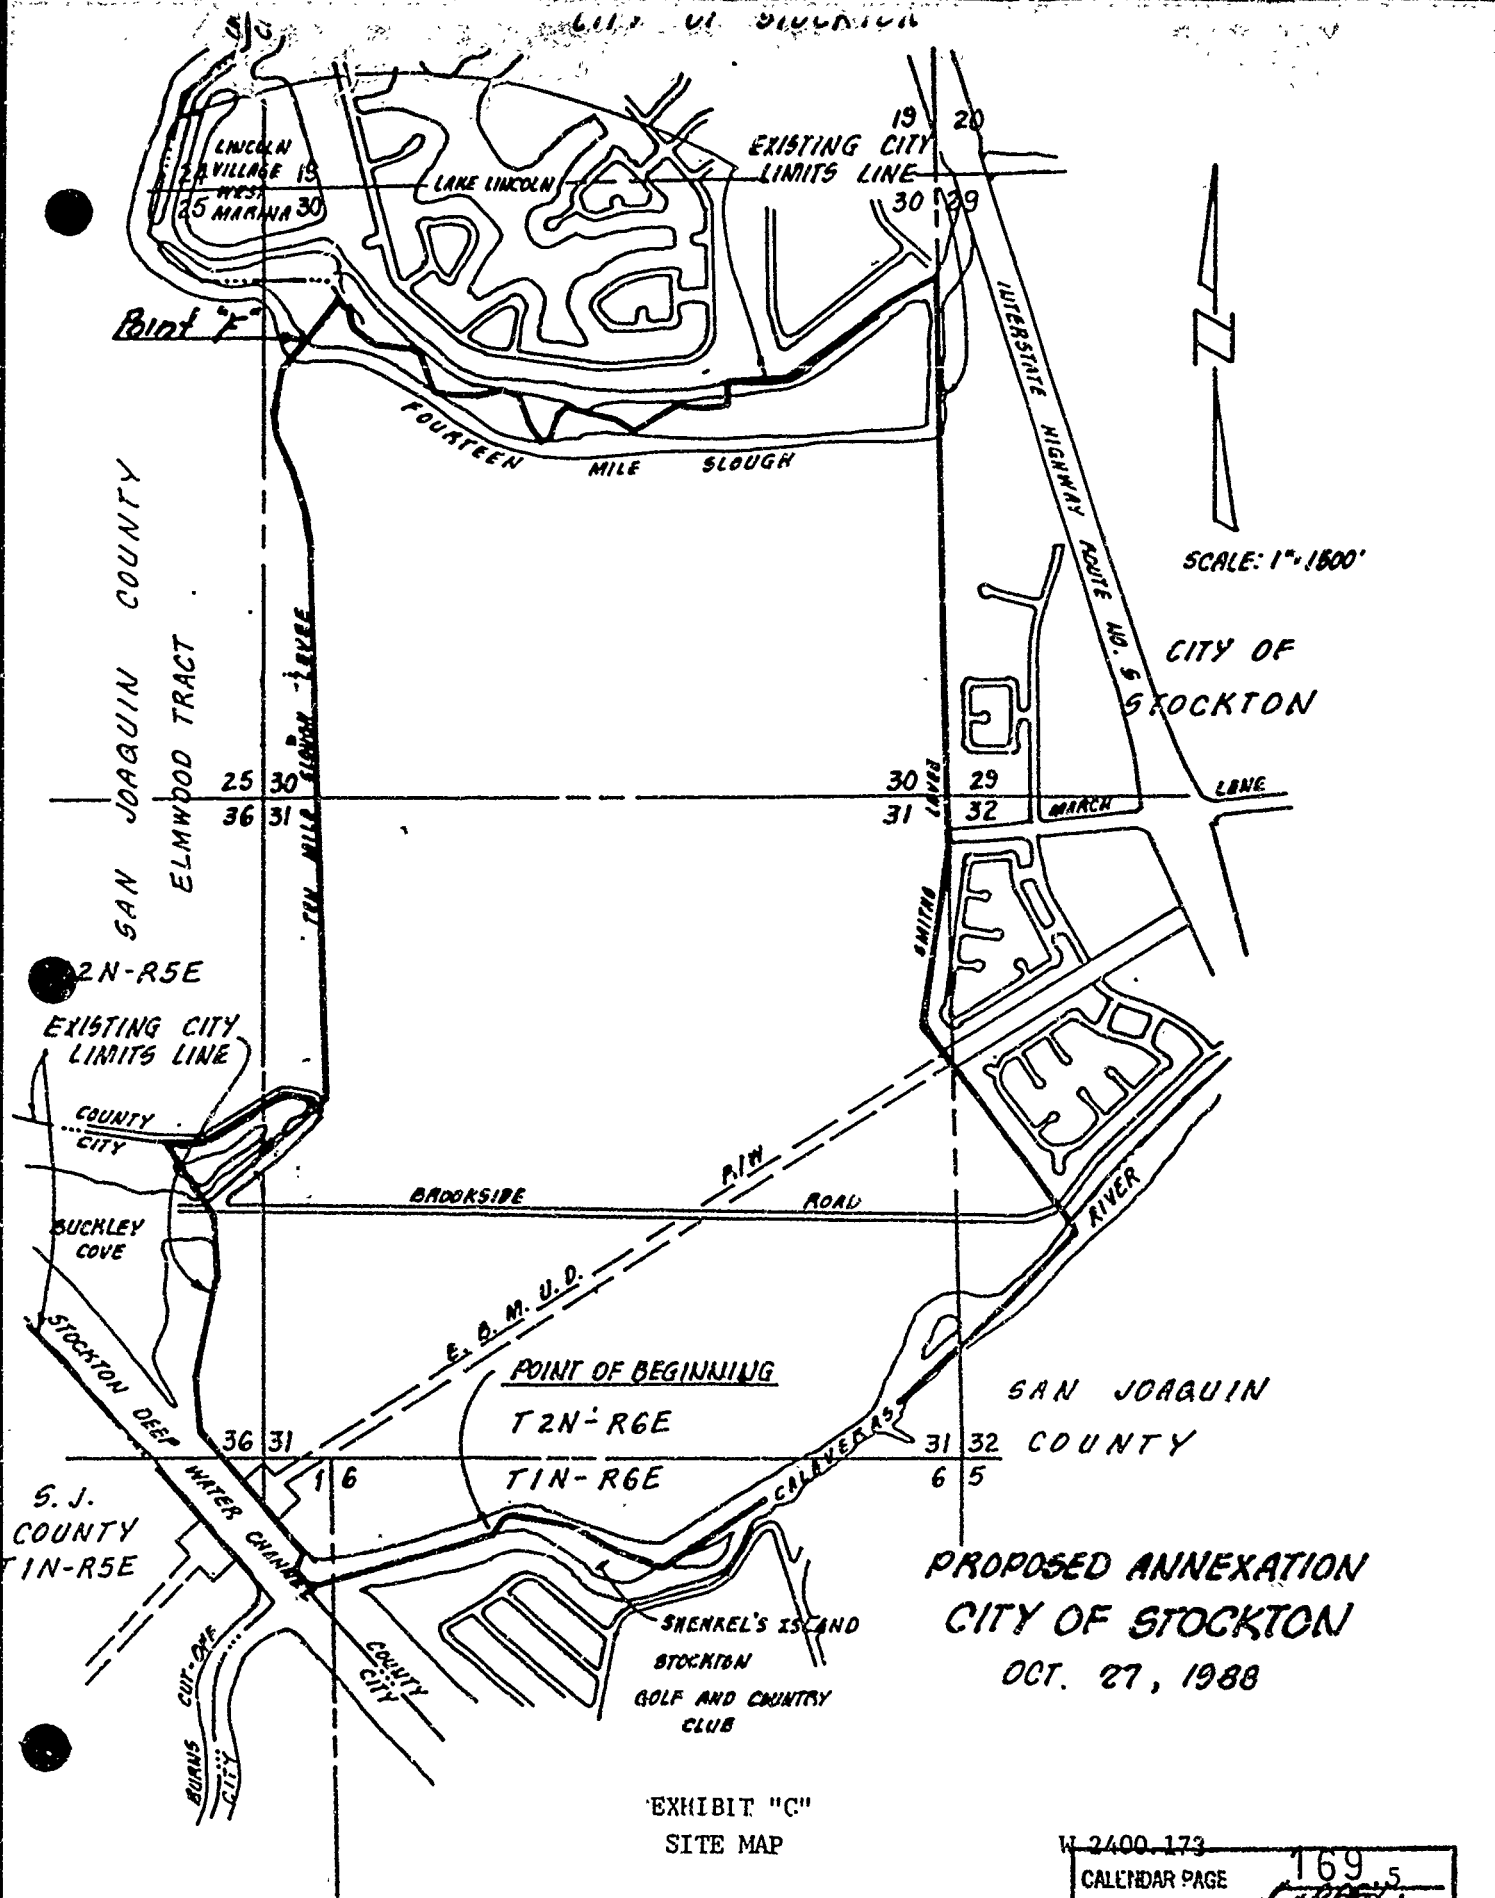 CITY OF STOCKTON
19 20
EXISTING CITY
LIMITS LINE
30 29
LINCOLN
24 VILLAGE 19
WEST
25 MARINA 30
LAKE LINCOLN
Point "F"
FOURTEEN MILE SLOUGH
INTERSTATE HIGHWAY ROUTE NO. 5
SCALE: 1"=1500'
CITY OF
STOCKTON
SAN JOAQUIN COUNTY
ELMWOOD TRACT
TEN MILE SLOUGH LEVEE
25 30
36 31
30 29
31 32
MARCH LANE
SMITHS LEVEE
2N-R5E
EXISTING CITY
LIMITS LINE
COUNTY
CITY
BUCKLEY
COVE
BROOKSIDE ROAD
E. B. M. U. D. R/W
CALAVERAS RIVER
STOCKTON DEEP WATER CHANNEL
POINT OF BEGINNING
T2N-R6E
T1N-R6E
SAN JOAQUIN
COUNTY
36 31
1 6
31 32
6 5
S. J.
COUNTY
T1N-R5E
PROPOSED ANNEXATION
CITY OF STOCKTON
OCT. 27, 1988
SHENKEL'S ISLAND
STOCKTON
GOLF AND COUNTRY
CLUB
COUNTY
CITY
BURNS CUT-OFF
CITY
EXHIBIT "C"
SITE MAP
W 2400.173
CALENDAR PAGE 169.5